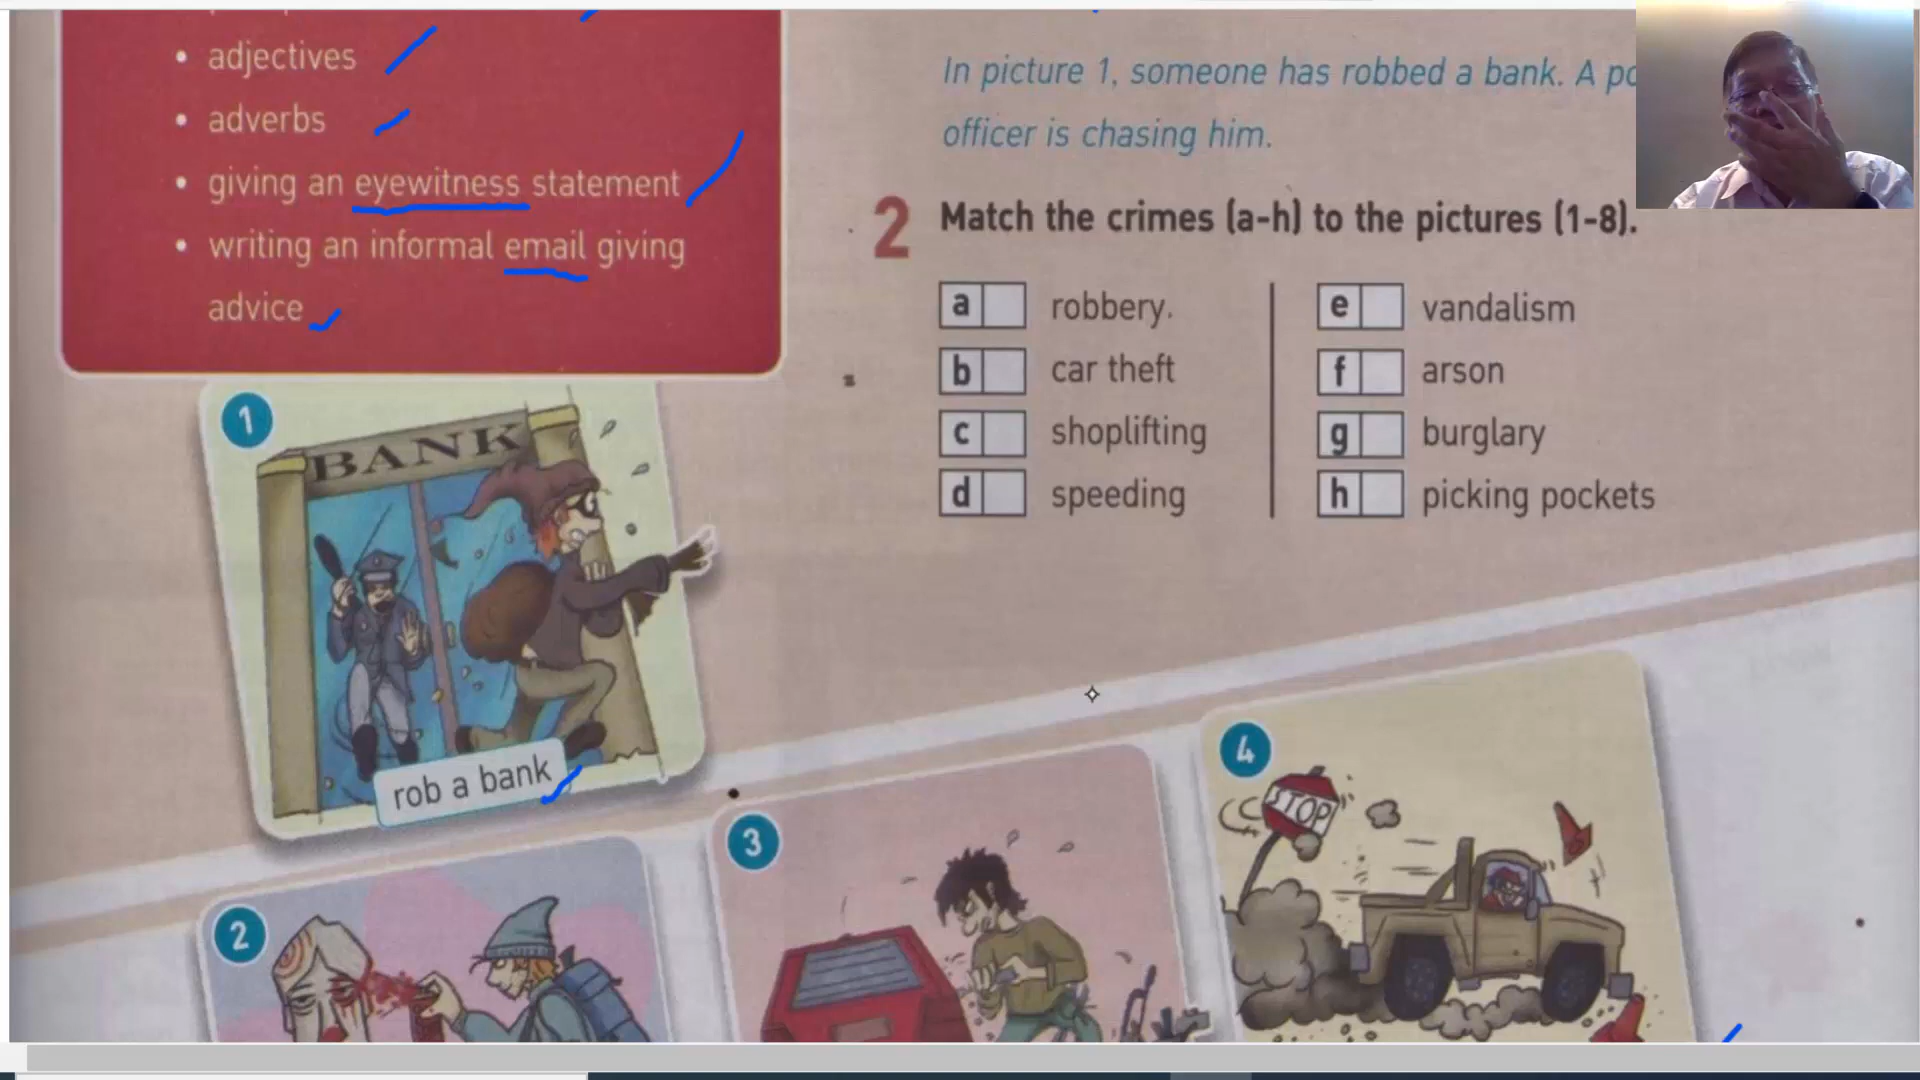 • adjectives
• adverbs
• giving an eyewitness statement
• writing an informal email giving
advice
In picture 1, someone has robbed a bank. A
officer is chasing him.
2 Match the crimes (a-h) to the pictures (1-8).
a robbery.
b car theft
c shoplifting
d speeding
e vandalism
f arson
g burglary
h picking pockets
1
BANK
rob a bank
2
3
4
STOP